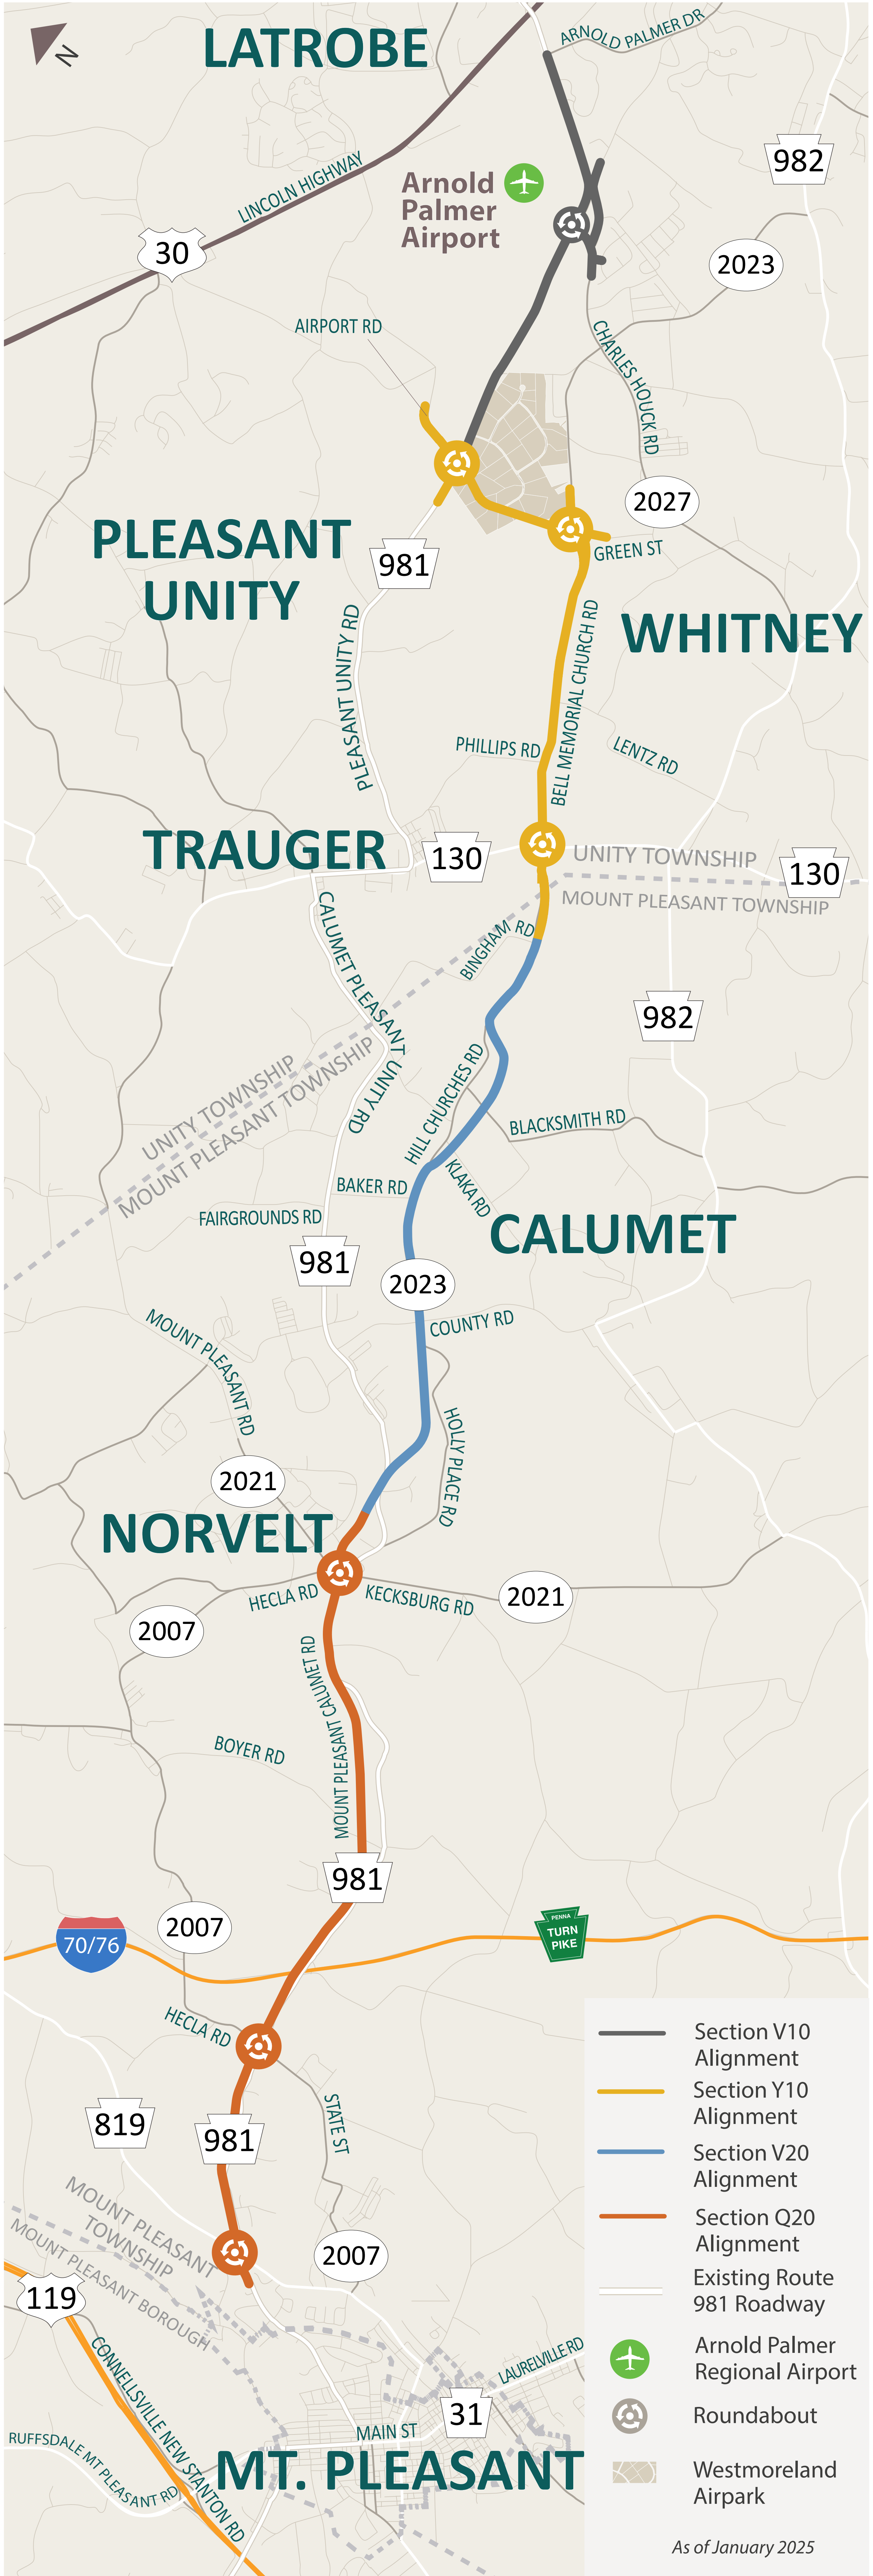 N
LATROBE
ARNOLD PALMER DR
982
LINCOLN HIGHWAY
Arnold
Palmer
Airport
30
2023
AIRPORT RD
CHARLES HOUCK RD
2027
PLEASANT
UNITY
981
GREEN ST
WHITNEY
PLEASANT UNITY RD
BELL MEMORIAL CHURCH RD
PHILLIPS RD
LENTZ RD
TRAUGER
130
UNITY TOWNSHIP
130
MOUNT PLEASANT TOWNSHIP
CALUMET PLEASANT UNITY RD
BINGHAM RD
982
UNITY TOWNSHIP
MOUNT PLEASANT TOWNSHIP
HILL CHURCHES RD
BLACKSMITH RD
BAKER RD
KLAKA RD
FAIRGROUNDS RD
CALUMET
981
2023
MOUNT PLEASANT RD
COUNTY RD
HOLLY PLACE RD
2021
NORVELT
HECLA RD
KECKSBURG RD
2021
2007
MOUNT PLEASANT CALUMET RD
BOYER RD
981
2007
70/76
PENNA
TURN
PIKE
HECLA RD
STATE ST
819
981
MOUNT PLEASANT
TOWNSHIP
MOUNT PLEASANT BOROUGH
2007
119
CONNELLSVILLE NEW STANTON RD
LAURELVILLE RD
31
MAIN ST
RUFFSDALE MT PLEASANT RD
MT. PLEASANT
Section V10
Alignment
Section Y10
Alignment
Section V20
Alignment
Section Q20
Alignment
Existing Route
981 Roadway
Arnold Palmer
Regional Airport
Roundabout
Westmoreland
Airpark
As of January 2025